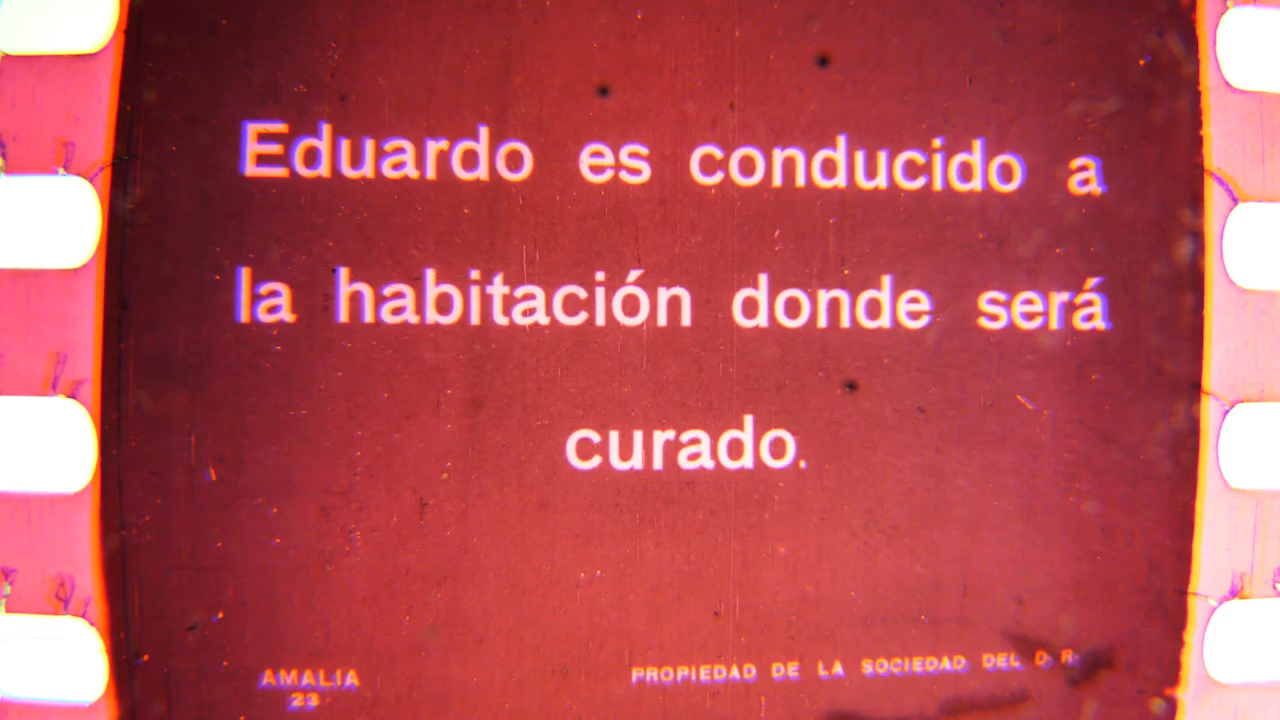 Eduardo es conducido a
la habitación donde será
curado.
AMALIA
23
PROPIEDAD DE LA SOCIEDAD DEL D. R.